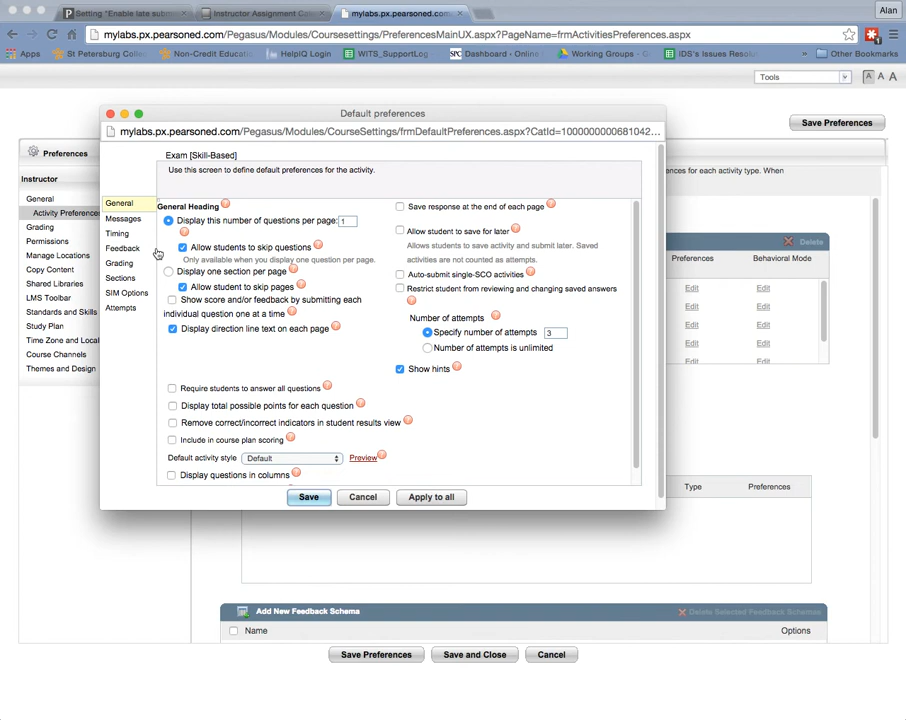 Setting "Enable late subm
Instructor Assignment Cale
mylabs.px.pearsoned.com/
Alan
mylabs.px.pearsoned.com/Pegasus/Modules/Coursesettings/PreferencesMainUX.aspx?PageName=frmActivitiesPreferences.aspx
Apps
St Petersburg Colle
Non-Credit Educati
HelpIQ Login
WITS_SupportLog
Dashboard - Online
Working Groups -
IDS's Issues Resol
»
Other Bookmarks
Tools
A A A
Save Preferences
Default preferences
mylabs.px.pearsoned.com/Pegasus/Modules/CourseSettings/frmDefaultPreferences.aspx?CatId=1000000000681042...
Preferences
Instructor
General
Activity Preferences
Grading
Permissions
Manage Locations
Copy Content
Shared Libraries
LMS Toolbar
Standards and Skills
Study Plan
Time Zone and Local
Course Channels
Themes and Design
Exam [Skill-Based]
Use this screen to define default preferences for the activity.
General
Messages
Timing
Feedback
Grading
Sections
SIM Options
Attempts
General Heading
Display this number of questions per page: 1
Allow students to skip questions
Only available when you display one question per page.
Display one section per page
Allow students to skip pages
Show score and/or feedback by submitting each
individual question one at a time
Display direction line text on each page
Save response at the end of each page
Allow student to save for later
Allows students to save activity and submit later. Saved
activities are not counted as attempts.
Auto-submit single-SCO activities
Restrict student from reviewing and changing saved answers
Number of attempts
Specify number of attempts 3
Number of attempts is unlimited
Show hints
Require students to answer all questions
Display total possible points for each question
Remove correct/incorrect indicators in student results view
Include in course plan scoring
Default activity style Default Preview
Display questions in columns
Save Cancel Apply to all
ences for each activity type. When
Delete
Preferences Behavioral Mode
Edit Edit
Edit Edit
Edit Edit
Edit Edit
Edit Edit
Type Preferences
Add New Feedback Schema
Delete Selected Feedback Schemas
Name Options
Save Preferences Save and Close Cancel